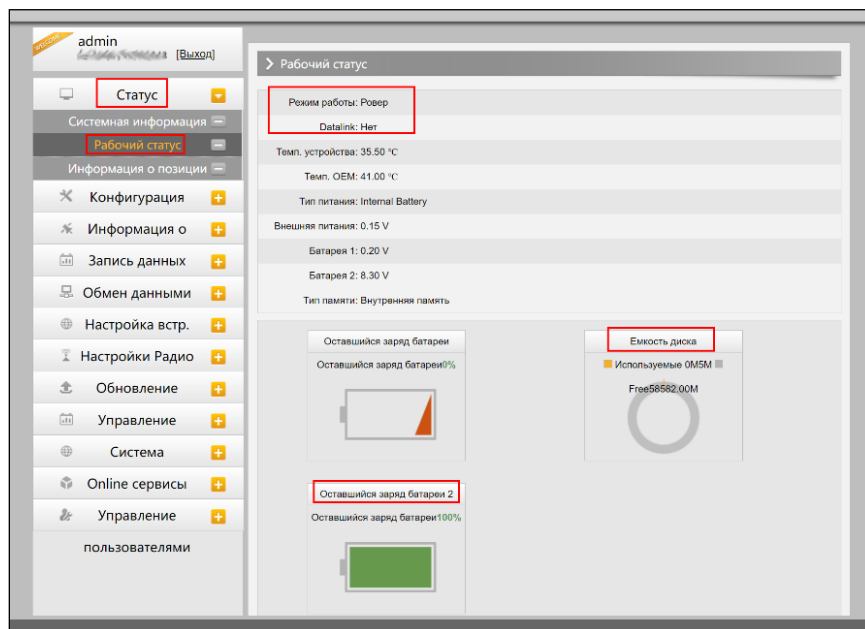 WELCOME
admin
[Выход]
Статус
Системная информация
Рабочий статус
Информация о позиции
Конфигурация
Информация о
Запись данных
Обмен данными
Настройка встр.
Настройки Радио
Обновление
Управление
Система
Online сервисы
Управление
пользователями
Рабочий статус
Режим работы: Ровер
Datalink: Нет
Темп. устройства: 35.50 °C
Темп. OEM: 41.00 °C
Тип питания: Internal Battery
Внешняя питания: 0.15 V
Батарея 1: 0.20 V
Батарея 2: 8.30 V
Тип памяти: Внутренняя память
Оставшийся заряд батареи
Оставшийся заряд батареи0%
Емкость диска
Используемые 0M5M
Free58582.00M
Оставшийся заряд батареи 2
Оставшийся заряд батареи100%